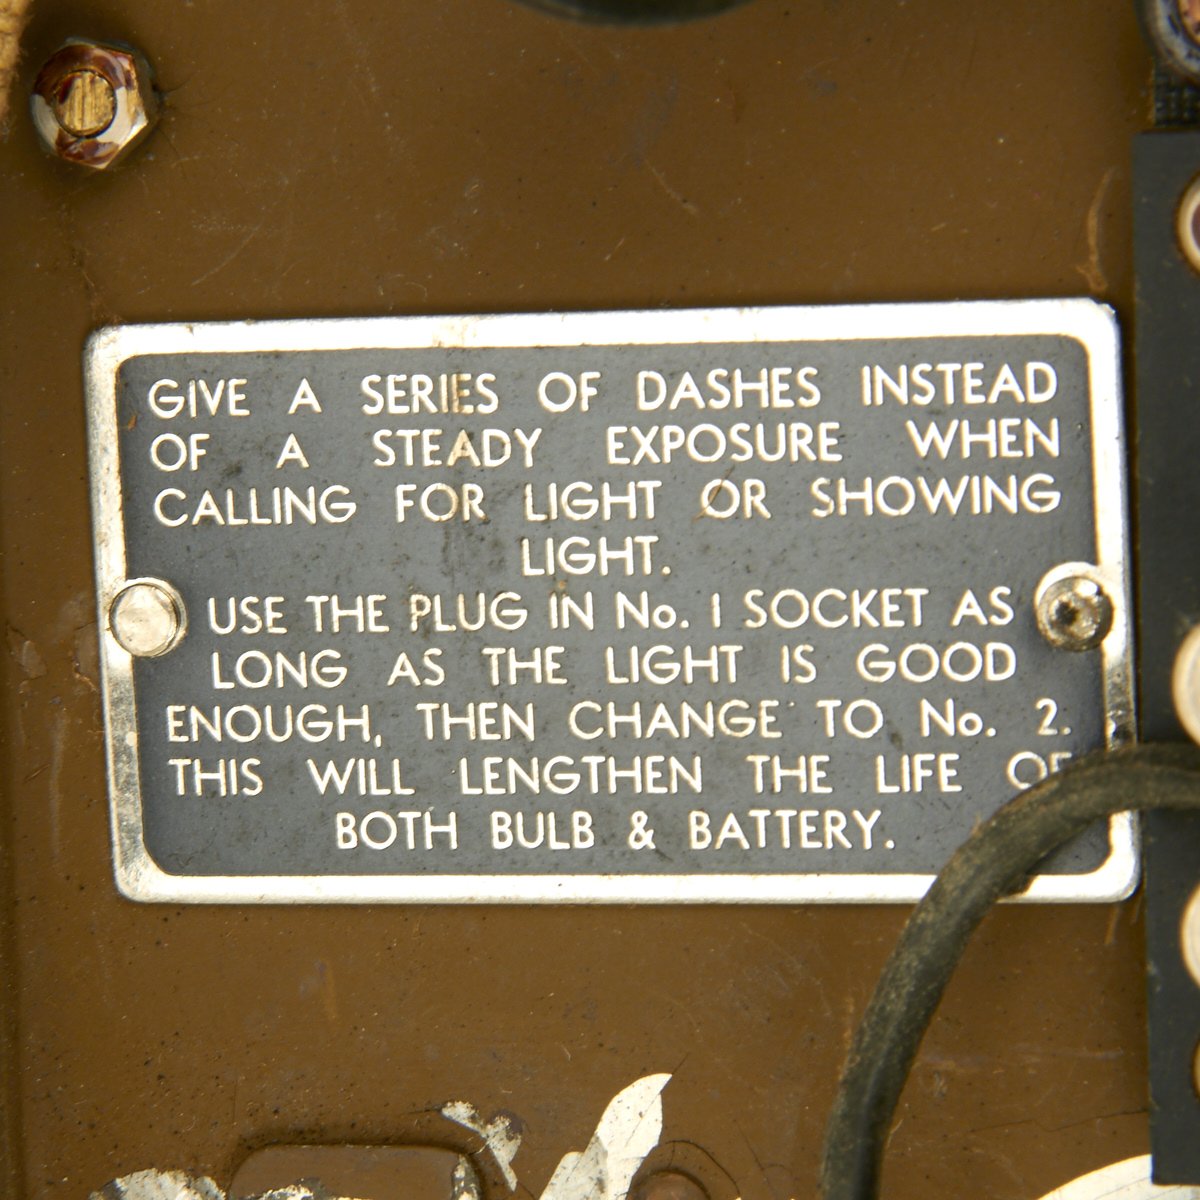 GIVE A SERIES OF DASHES INSTEAD
OF A STEADY EXPOSURE WHEN
CALLING FOR LIGHT OR SHOWING
LIGHT.
USE THE PLUG IN No. 1 SOCKET AS
LONG AS THE LIGHT IS GOOD
ENOUGH, THEN CHANGE TO No. 2.
THIS WILL LENGTHEN THE LIFE OF
BOTH BULB & BATTERY.